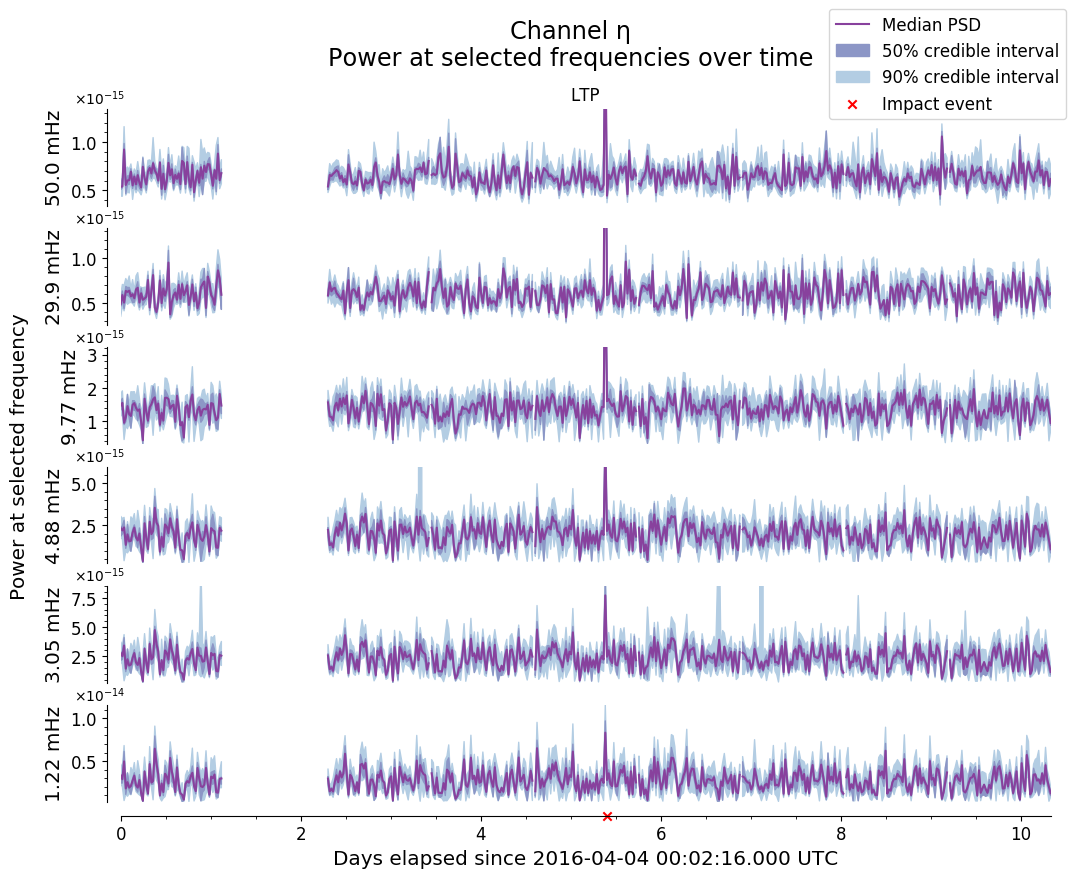 Channel η
Power at selected frequencies over time
Median PSD
50% credible interval
90% credible interval
Impact event
LTP
Power at selected frequency
×10⁻¹⁵
50.0 mHz
1.0
0.5
×10⁻¹⁵
29.9 mHz
1.0
0.5
×10⁻¹⁵
9.77 mHz
3
2
1
×10⁻¹⁵
4.88 mHz
5.0
2.5
×10⁻¹⁵
3.05 mHz
7.5
5.0
2.5
×10⁻¹⁴
1.22 mHz
1.0
0.5
0 2 4 6 8 10
Days elapsed since 2016-04-04 00:02:16.000 UTC